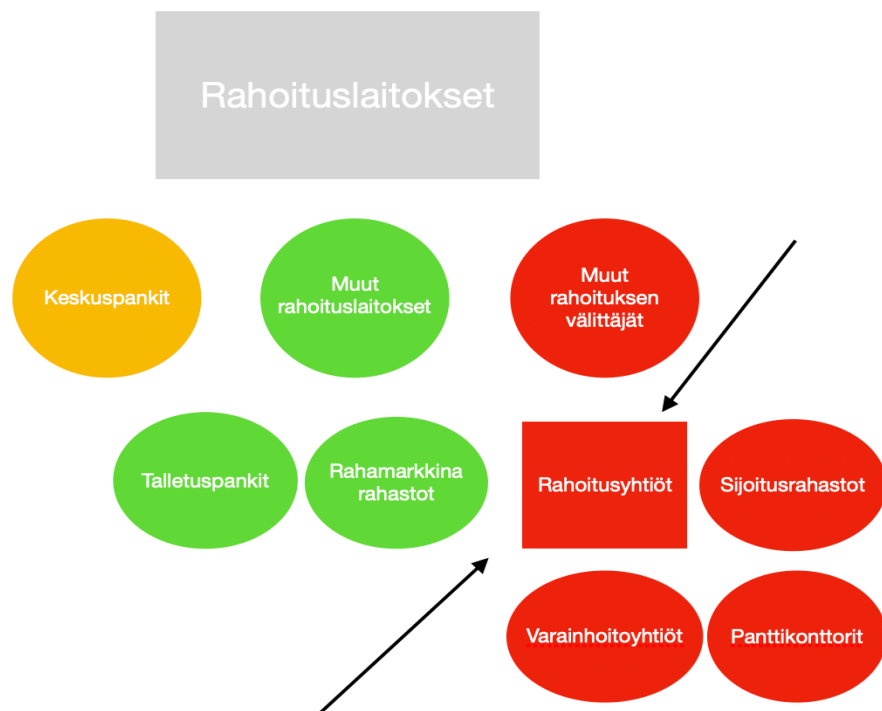 Rahoituslaitokset
Keskuspankit
Muut
rahoituslaitokset
Muut
rahoituksen
välittäjät
Talletuspankit
Rahamarkkina
rahastot
Rahoitusyhtiöt
Sijoitusrahastot
Varainhoitoyhtiöt
Panttikonttorit